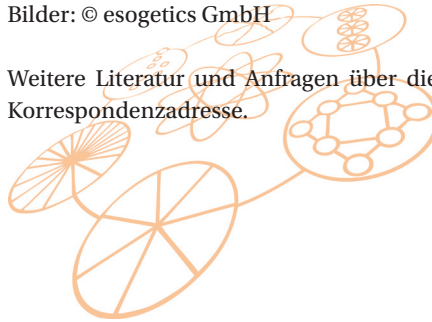 Bilder: © esogetics GmbH
Weitere Literatur und Anfragen über die
Korrespondenzadresse.